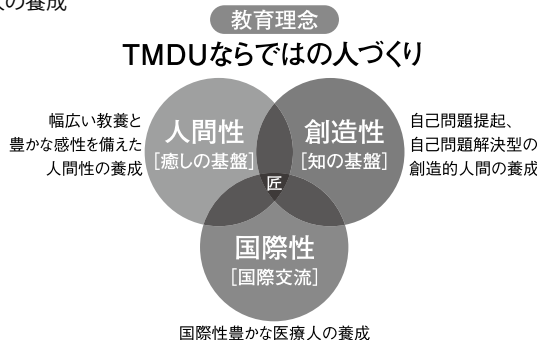 人の養成
教育理念
TMDUならではの人づくり
幅広い教養と
豊かな感性を備えた
人間性の養成
人間性
[癒しの基盤]
創造性
[知の基盤]
自己問題提起、
自己問題解決型の
創造的人間の養成
匠
国際性
[国際交流]
国際性豊かな医療人の養成